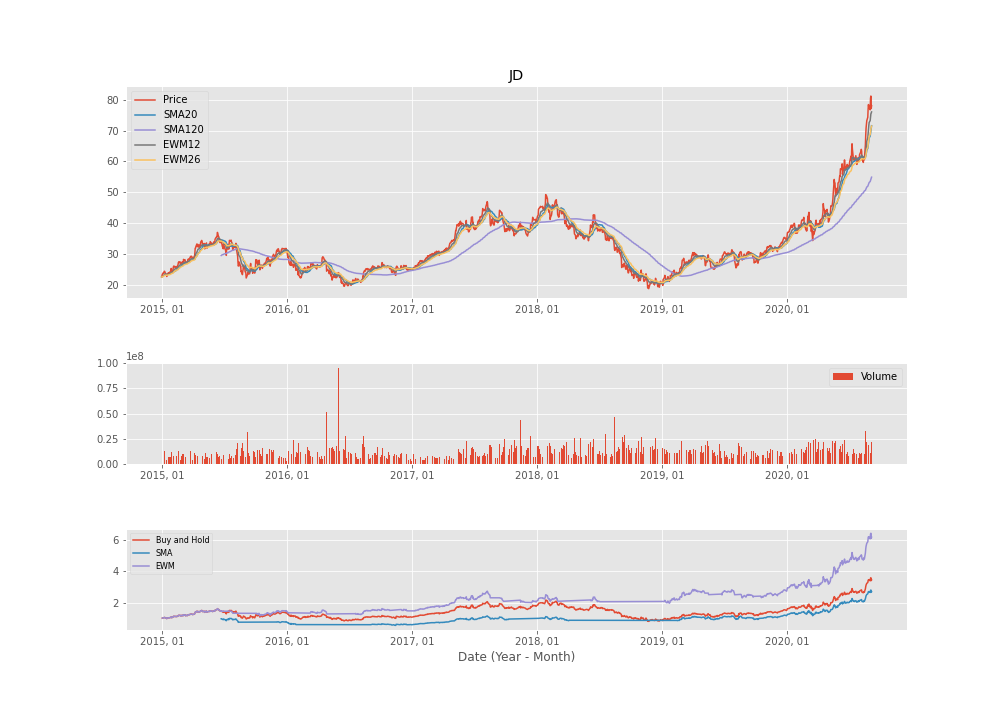 JD
Price
SMA20
SMA120
EWM12
EWM26
80
70
60
50
40
30
20
2015, 01 2016, 01 2017, 01 2018, 01 2019, 01 2020, 01
1e8
Volume
1.00
0.75
0.50
0.25
0.00
2015, 01 2016, 01 2017, 01 2018, 01 2019, 01 2020, 01
Buy and Hold
SMA
EWM
6
4
2
2015, 01 2016, 01 2017, 01 2018, 01 2019, 01 2020, 01
Date (Year - Month)